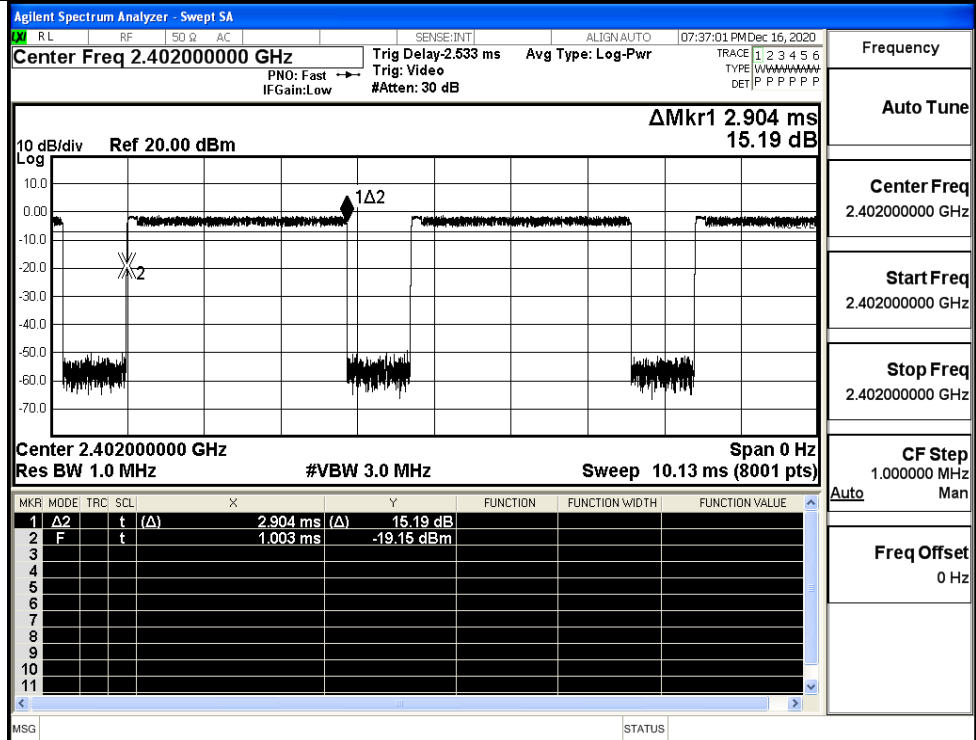 Agilent Spectrum Analyzer - Swept SA
LXI RL RF 50 Ω AC SENSE:INT ALIGN AUTO 07:37:01 PM Dec 16, 2020
Center Freq 2.402000000 GHz Trig Delay-2.533 ms Avg Type: Log-Pwr TRACE 1 2 3 4 5 6
PNO: Fast Trig: Video TYPE WWWWWW
IFGain:Low #Atten: 30 dB DET P P P P P P
ΔMkr1 2.904 ms
10 dB/div Ref 20.00 dBm 15.19 dB
Log
10.0
0.00
-10.0
-20.0
-30.0
-40.0
-50.0
-60.0
-70.0
1Δ2
2
Center 2.402000000 GHz Span 0 Hz
Res BW 1.0 MHz #VBW 3.0 MHz Sweep 10.13 ms (8001 pts)
MKR MODE TRC SCL X Y FUNCTION FUNCTION WIDTH FUNCTION VALUE
1 Δ2 t (Δ) 2.904 ms (Δ) 15.19 dB
2 F t 1.003 ms -19.15 dBm
3
4
5
6
7
8
9
10
11
MSG STATUS
Frequency
Auto Tune
Center Freq
2.402000000 GHz
Start Freq
2.402000000 GHz
Stop Freq
2.402000000 GHz
CF Step
1.000000 MHz
Auto Man
Freq Offset
0 Hz